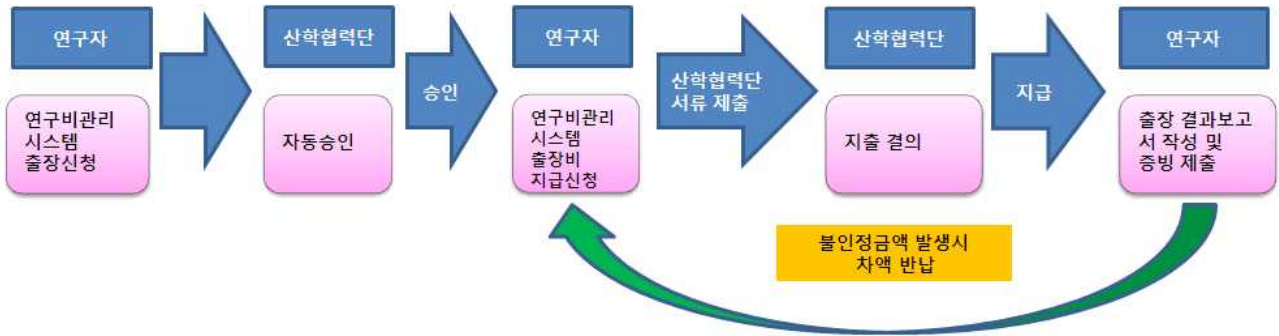 연구자
산학협력단
연구자
산학협력단
연구자
승인
산학협력단
서류 제출
지급
연구비관리
시스템
출장신청
자동승인
연구비관리
시스템
출장비
지급신청
지출 결의
출장 결과보고
서 작성 및
증빙 제출
불인정금액 발생시
차액 반납